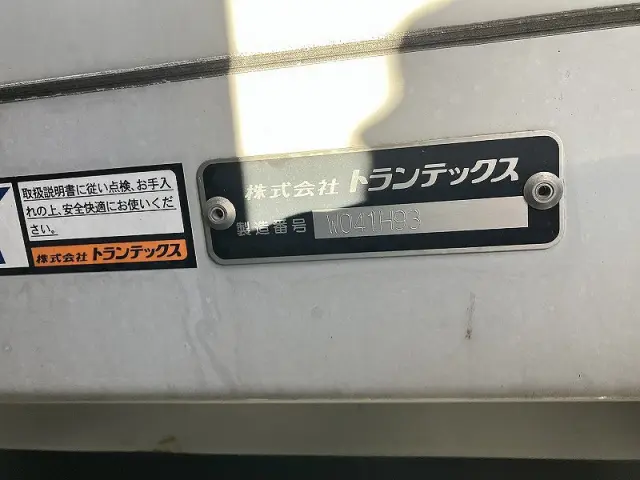 取扱説明書に従い点検、お手入
れの上、安全快適にお使いくだ
さい。
株式会社 トランテックス
株式会社 トランテックス
製造番号 W041H93